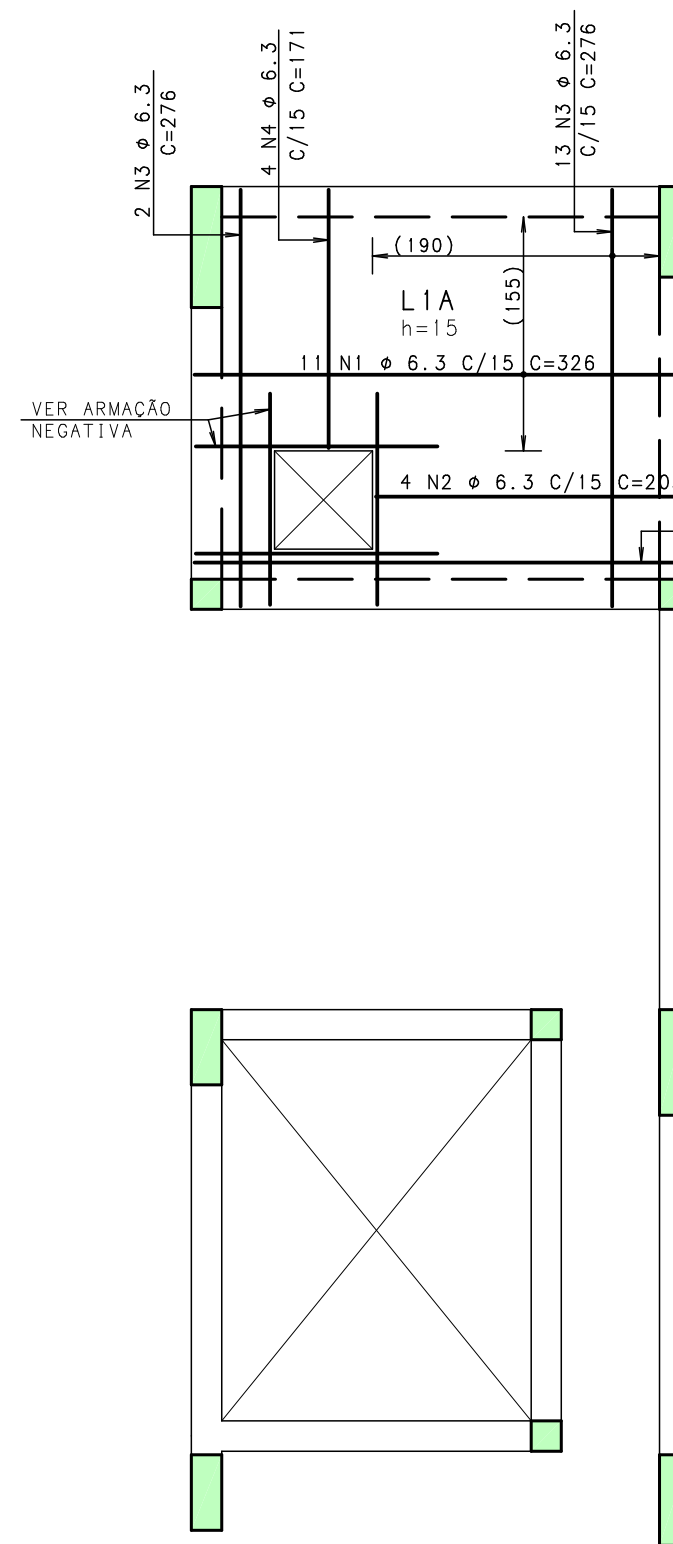 2 N3 φ 6.3
C=276
4 N4 φ 6.3
C/15 C=171
13 N3 φ 6.3
C/15 C=276
(190)
(155)
L1A
h=15
11 N1 φ 6.3 C/15 C=326
VER ARMAÇÃO
NEGATIVA
4 N2 φ 6.3 C/15